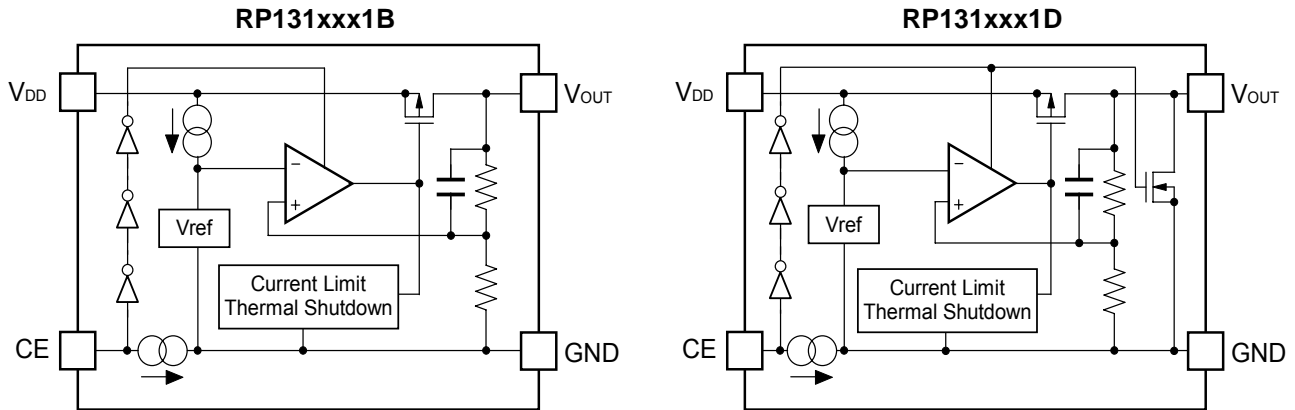 RP131xxx1B
VDD
VOUT
−
+
Vref
Current Limit
Thermal Shutdown
CE
GND
RP131xxx1D
VDD
VOUT
−
+
Vref
Current Limit
Thermal Shutdown
CE
GND